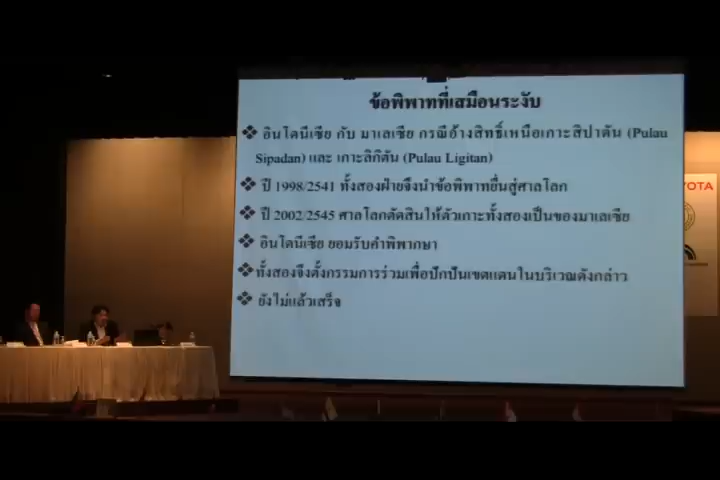 ข้อพิพาทที่เสมือนระงับ
❖ อินโดนีเซีย กับ มาเลเซีย กรณีอ้างสิทธิ์เหนือเกาะสิปาดัน (Pulau
Sipadan) และ เกาะลิกิตัน (Pulau Ligitan)
❖ ปี 1998/2541 ทั้งสองฝ่ายจึงนำข้อพิพาทยื่นสู่ศาลโลก
❖ ปี 2002/2545 ศาลโลกตัดสินให้ตัวเกาะทั้งสองเป็นของมาเลเซีย
❖ อินโดนีเซีย ยอมรับคำพิพากษา
❖ ทั้งสองจึงตั้งกรรมการร่วมเพื่อปักปันเขตแดนในบริเวณดังกล่าว
❖ ยังไม่แล้วเสร็จ
OTA